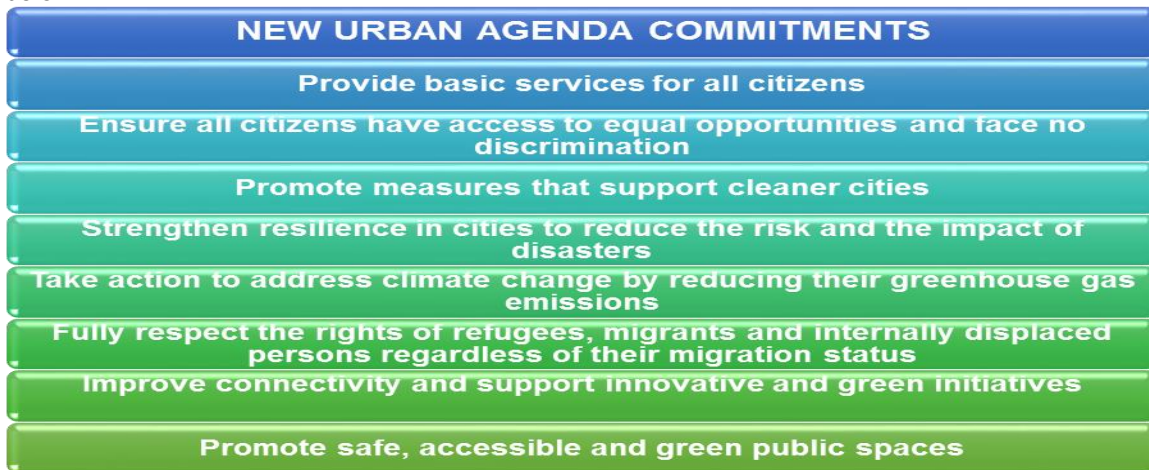 NEW URBAN AGENDA COMMITMENTS
Provide basic services for all citizens
Ensure all citizens have access to equal opportunities and face no
discrimination
Promote measures that support cleaner cities
Strengthen resilience in cities to reduce the risk and the impact of
disasters
Take action to address climate change by reducing their greenhouse gas
emissions
Fully respect the rights of refugees, migrants and internally displaced
persons regardless of their migration status
Improve connectivity and support innovative and green initiatives
Promote safe, accessible and green public spaces